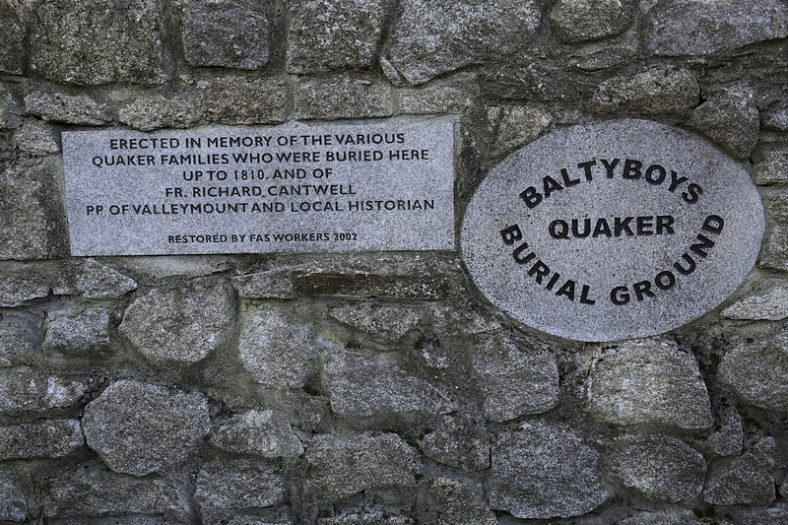 ERECTED IN MEMORY OF THE VARIOUS
QUAKER FAMILIES WHO WERE BURIED HERE
UP TO 1810. AND OF
FR. RICHARD CANTWELL
PP OF VALLEYMOUNT AND LOCAL HISTORIAN
RESTORED BY FAS WORKERS 2002
BALTYBOYS
QUAKER
BURIAL GROUND